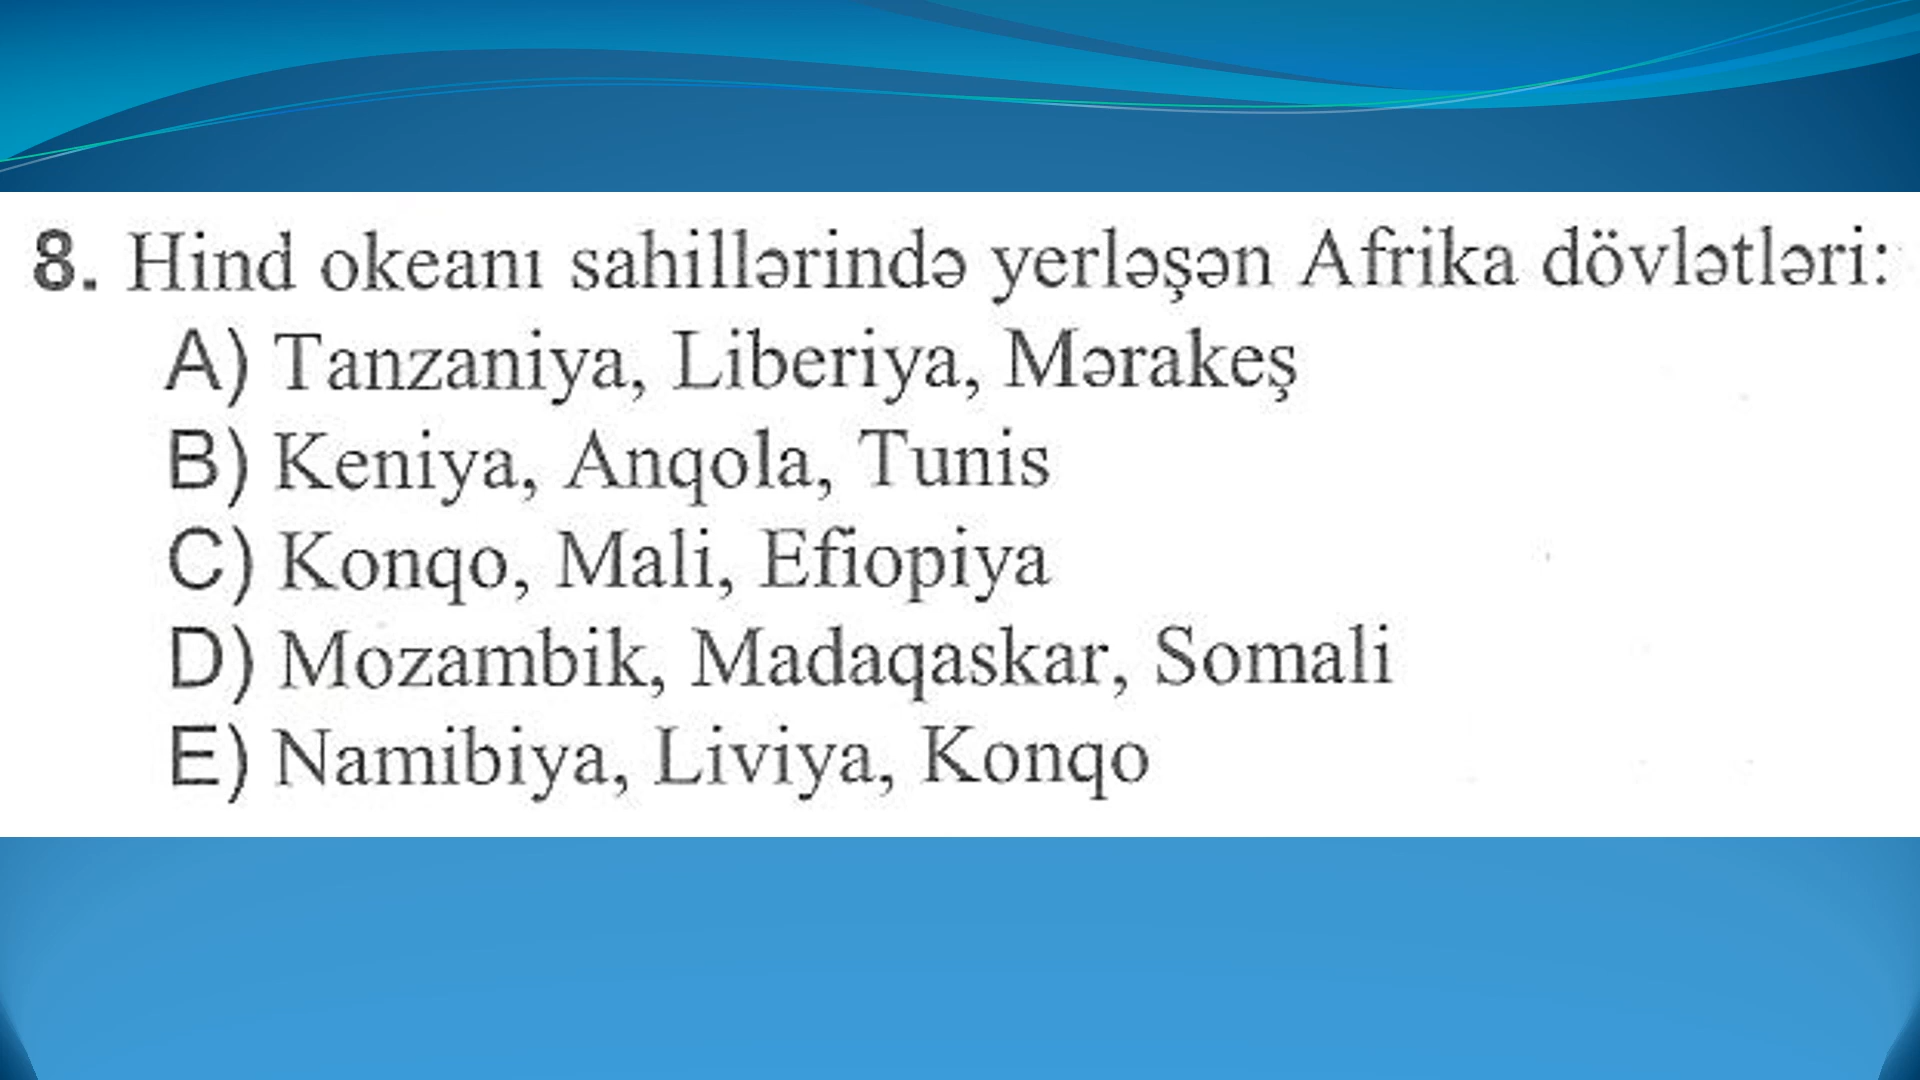 8. Hind okeanı sahillərində yerləşən Afrika dövlətləri:
A) Tanzaniya, Liberiya, Mərakeş
B) Keniya, Anqola, Tunis
C) Konqo, Mali, Efiopiya
D) Mozambik, Madaqaskar, Somali
E) Namibiya, Liviya, Konqo